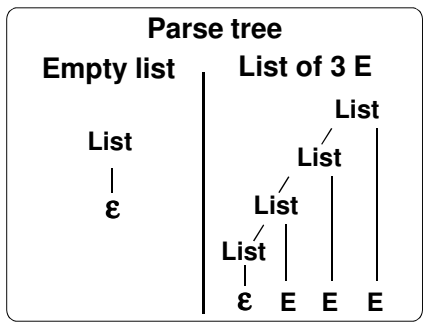 Parse tree
Empty list
List
ε
List of 3 E
List
List
List
List
ε E E E